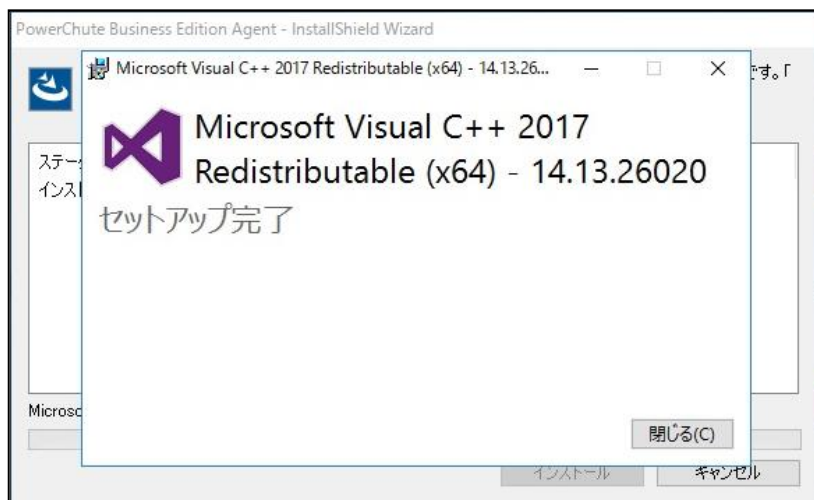 PowerChute Business Edition Agent - InstallShield Wizard
Microsoft Visual C++ 2017 Redistributable (x64) - 14.13.26...
です。「
Microsoft Visual C++ 2017
Redistributable (x64) - 14.13.26020
セットアップ完了
閉じる(C)
インストール
キャンセル